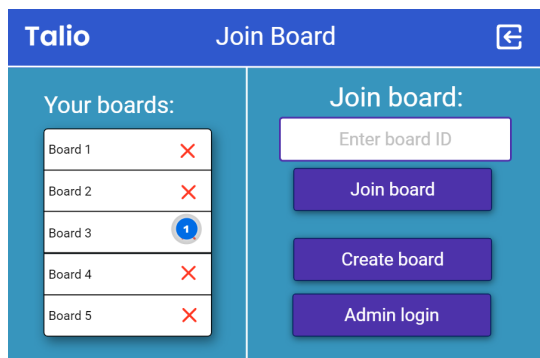 Talio
Join Board
Your boards:
Board 1
Board 2
Board 3
1
Board 4
Board 5
Join board:
Enter board ID
Join board
Create board
Admin login